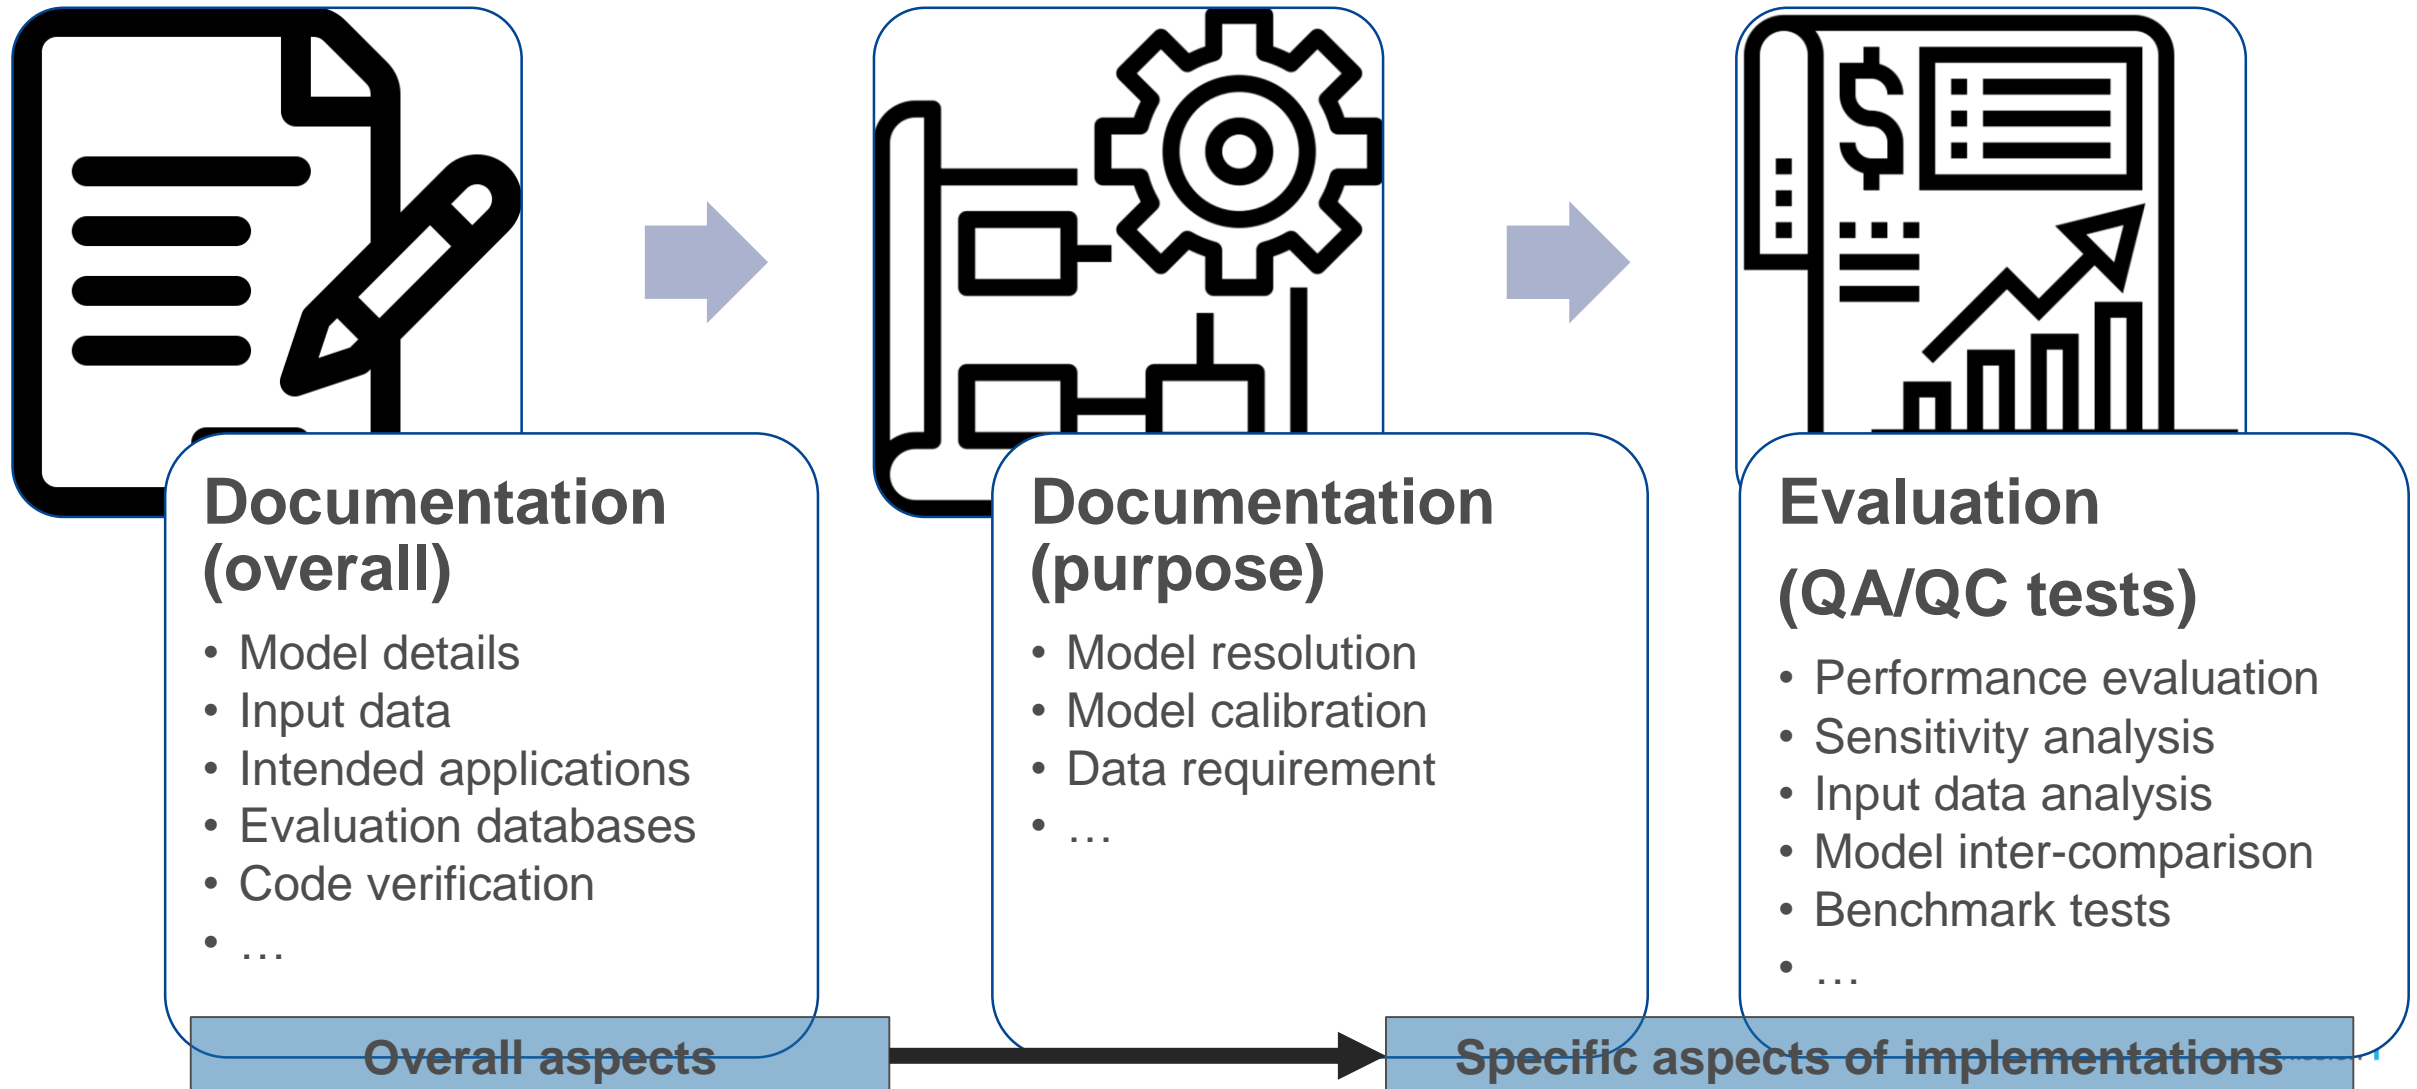 Documentation
(overall)
• Model details
• Input data
• Intended applications
• Evaluation databases
• Code verification
• …
Documentation
(purpose)
• Model resolution
• Model calibration
• Data requirement
• …
Evaluation
(QA/QC tests)
• Performance evaluation
• Sensitivity analysis
• Input data analysis
• Model inter-comparison
• Benchmark tests
• …
Overall aspects
Specific aspects of implementations